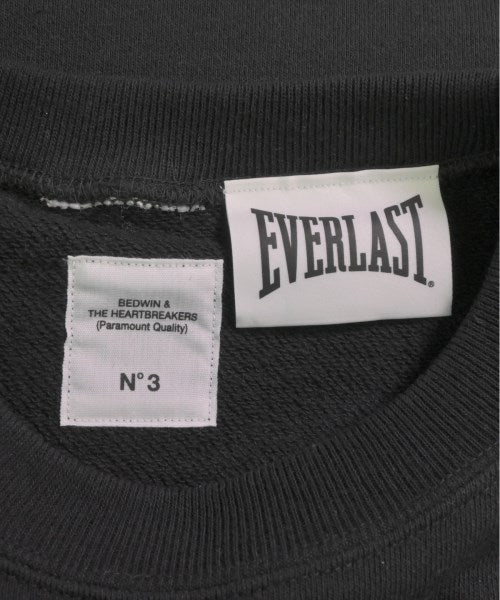 EVERLAST®
BEDWIN &
THE HEARTBREAKERS
(Paramount Quality)
N° 3